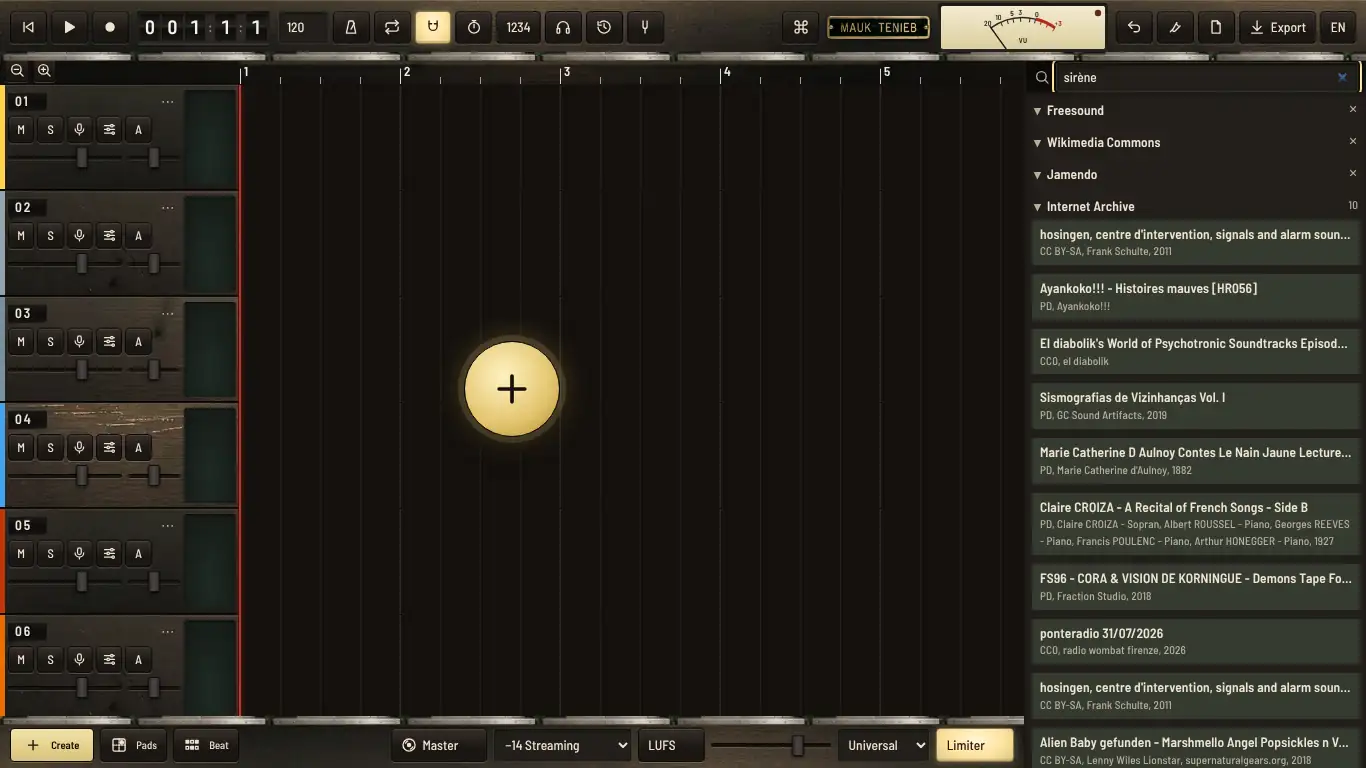 001:1:1
120
1234
MAUK TENIEB
20 10 5 3 0 +3
VU
Export
EN
1 2 3 4 5
sirène
Freesound
Wikimedia Commons
Jamendo
Internet Archive 10
hosingen, centre d'intervention, signals and alarm soun...
CC BY-SA, Frank Schulte, 2011
Ayankoko!!! - Histoires mauves [HR056]
PD, Ayankoko!!!
El diabolik's World of Psychotronic Soundtracks Episod...
CC0, el diabolik
Sismografias de Vizinhanças Vol. I
PD, GC Sound Artifacts, 2019
Marie Catherine D Aulnoy Contes Le Nain Jaune Lecture...
PD, Marie Catherine d'Aulnoy, 1882
Claire CROIZA - A Recital of French Songs - Side B
PD, Claire CROIZA - Sopran, Albert ROUSSEL - Piano, Georges REEVES
- Piano, Francis POULENC - Piano, Arthur HONEGGER - Piano, 1927
FS96 - CORA & VISION DE KORNINGUE - Demons Tape Fo...
PD, Fraction Studio, 2018
ponteradio 31/07/2026
CC0, radio wombat firenze, 2026
hosingen, centre d'intervention, signals and alarm soun...
CC BY-SA, Frank Schulte, 2011
Alien Baby gefunden - Marshmello Angel Popsickles n V...
CC BY-SA, Lenny Wiles Lionstar, supernaturalgears.org, 2018
01
M S A
02
M S A
03
M S A
04
M S A
05
M S A
06
M S A
Create
Pads
Beat
Master
-14 Streaming
LUFS
Universal
Limiter